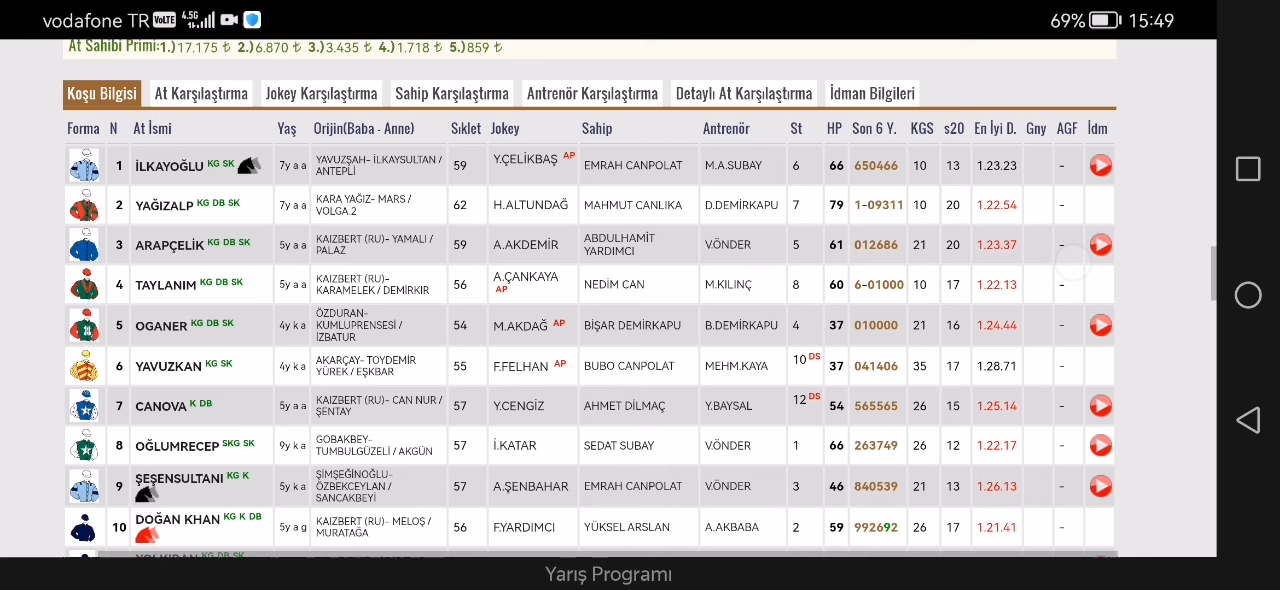 vodafone TR VoLTE 4.5G 69% 15:49
At Sahibi Primi:1.)17.175 ₺ 2.)6.870 ₺ 3.)3.435 ₺ 4.)1.718 ₺ 5.)859 ₺
Koşu Bilgisi At Karşılaştırma Jokey Karşılaştırma Sahip Karşılaştırma Antrenör Karşılaştırma Detaylı At Karşılaştırma İdman Bilgileri
Forma N At İsmi Yaş Orijin(Baba - Anne) Sıklet Jokey Sahip Antrenör St HP Son 6 Y. KGS s20 En İyi D. Gny AGF İdm
1 İLKAYOĞLU KG SK 7y a a YAVUZŞAH- İLKAYSULTAN / ANTEPLİ 59 Y.ÇELİKBAŞ AP EMRAH CANPOLAT M.A.SUBAY 6 66 650466 10 13 1.23.23 -
2 YAĞIZALP KG DB SK 7y a a KARA YAĞIZ- MARS / VOLGA.2 62 H.ALTUNDAĞ MAHMUT CANLIKA D.DEMİRKAPU 7 79 1-09311 10 20 1.22.54 -
3 ARAPÇELİK KG DB SK 5y a a KAIZBERT (RU)- YAMALI / PALAZ 59 A.AKDEMİR ABDULHAMİT YARDIMCI V.ÖNDER 5 61 012686 21 20 1.23.37 -
4 TAYLANIM KG DB SK 5y a a KAIZBERT (RU)- KARAMELEK / DEMİRKIR 56 A.ÇANKAYA AP NEDİM CAN M.KILINÇ 8 60 6-01000 10 17 1.22.13 -
5 OGANER KG DB SK 4y k a ÖZDURAN- KUMLUPRENSESİ / İZBATUR 54 M.AKDAĞ AP BİŞAR DEMİRKAPU B.DEMİRKAPU 4 37 010000 21 16 1.24.44 -
6 YAVUZKAN KG SK 4y k a AKARÇAY- TOYDEMİR YÜREK / EŞKBAR 55 F.FELHAN AP BUBO CANPOLAT MEHM.KAYA 10 DS 37 041406 35 17 1.28.71 -
7 CANOVA K DB 5y a a KAIZBERT (RU)- CAN NUR / ŞENTAY 57 Y.CENGİZ AHMET DİLMAÇ Y.BAYSAL 12 DS 54 565565 26 15 1.25.14 -
8 OĞLUMRECEP SKG SK 9y k a GOBAKBEY- TUMBULGÜZELİ / AKGÜN 57 İ.KATAR SEDAT SUBAY V.ÖNDER 1 66 263749 26 12 1.22.17 -
9 ŞEŞENSULTANI KG K 5y k a ŞİMŞEĞİNOĞLU- ÖZBEKCEYLAN / SANCAKBEYİ 57 A.ŞENBAHAR EMRAH CANPOLAT V.ÖNDER 3 46 840539 21 13 1.26.13 -
10 DOĞAN KHAN KG K DB 5y a g KAIZBERT (RU)- MELOŞ / MURATAĞA 56 F.YARDIMCI YÜKSEL ARSLAN A.AKBABA 2 59 992692 26 17 1.21.41 -
KG DB SK
Yarış Programı